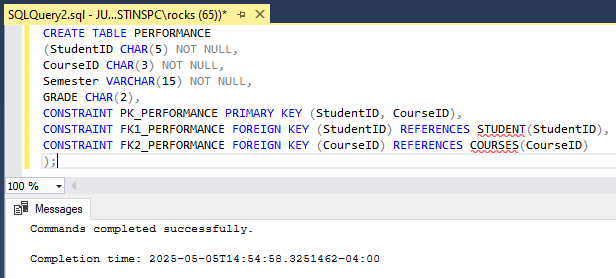 SQLQuery2.sql - JU...STINSPC\rocks (65))*
CREATE TABLE PERFORMANCE
(StudentID CHAR(5) NOT NULL,
CourseID CHAR(3) NOT NULL,
Semester VARCHAR(15) NOT NULL,
GRADE CHAR(2),
CONSTRAINT PK_PERFORMANCE PRIMARY KEY (StudentID, CourseID),
CONSTRAINT FK1_PERFORMANCE FOREIGN KEY (StudentID) REFERENCES STUDENT(StudentID),
CONSTRAINT FK2_PERFORMANCE FOREIGN KEY (CourseID) REFERENCES COURSES(CourseID)
);
100 %
Messages
Commands completed successfully.
Completion time: 2025-05-05T14:54:58.3251462-04:00